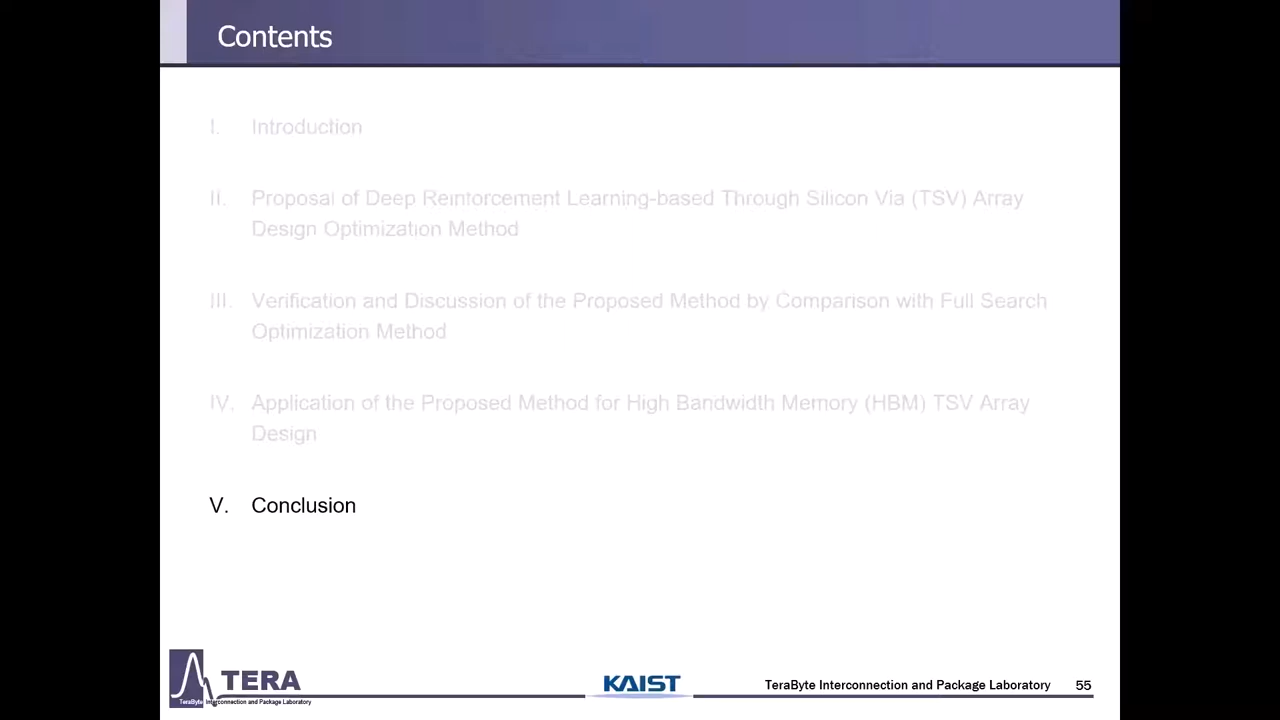 Contents
I. Introduction
II. Proposal of Deep Reinforcement Learning-based Through Silicon Via (TSV) Array
Design Optimization Method
III. Verification and Discussion of the Proposed Method by Comparison with Full Search
Optimization Method
IV. Application of the Proposed Method for High Bandwidth Memory (HBM) TSV Array
Design
V. Conclusion
TERA
TeraByte Interconnection and Package Laboratory
KAIST
TeraByte Interconnection and Package Laboratory 55